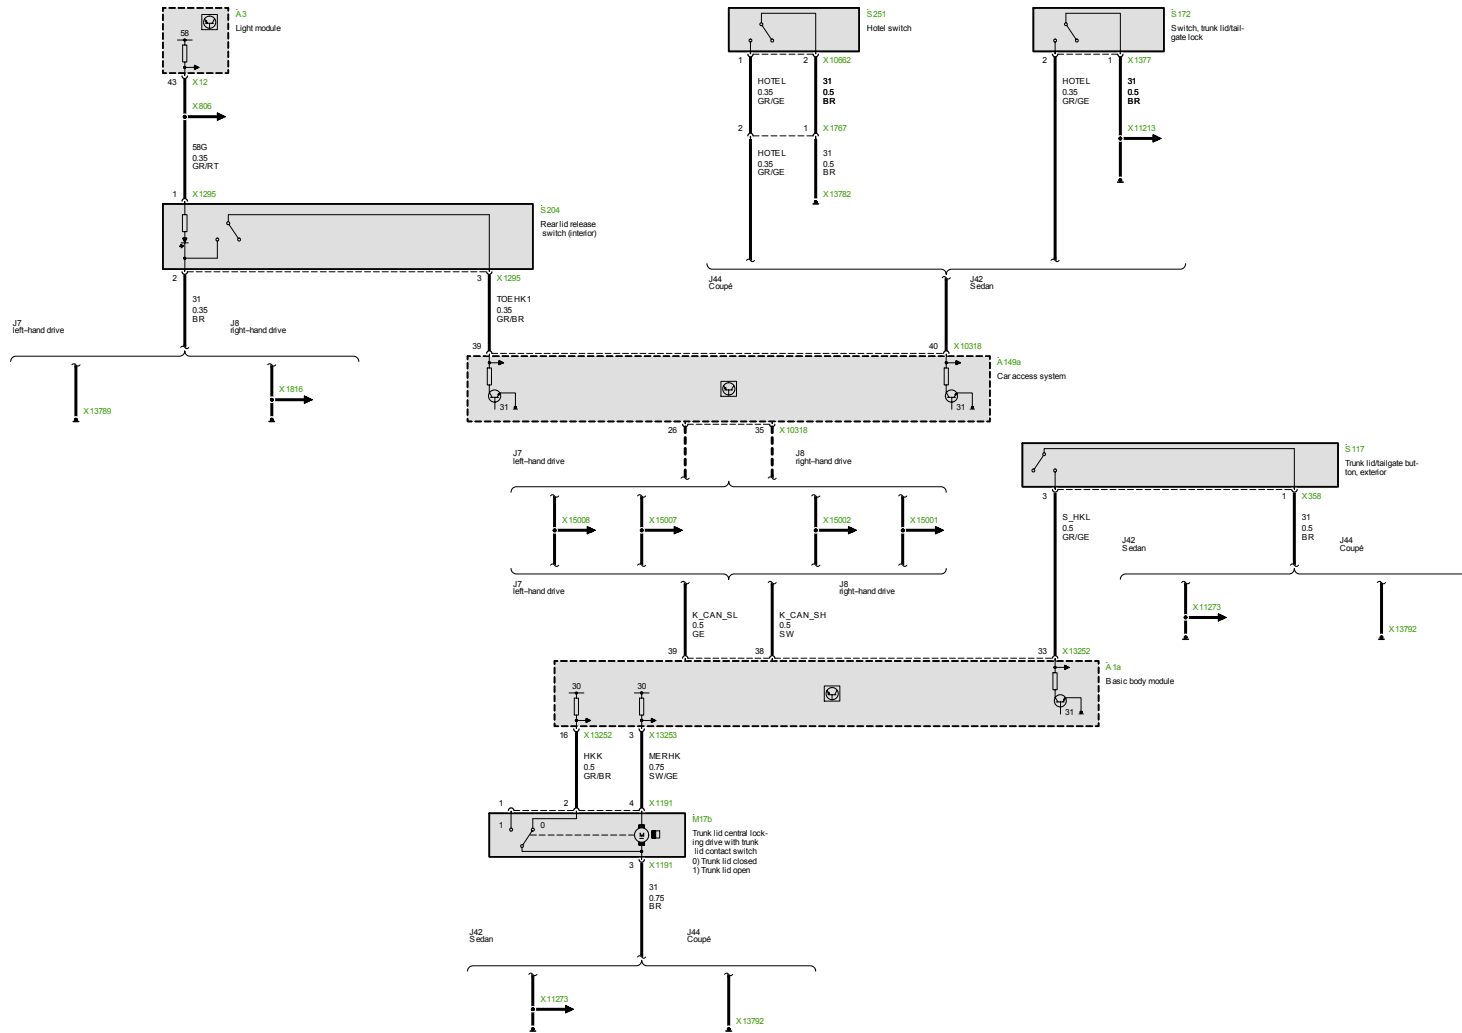 A3
Light module
58
43 X12
X806
58G
0.35
GR/RT
1 X1295
S204
Rear lid release
switch (interior)
2
3 X1295
31
0.35
BR
TOEHK1
0.35
GR/BR
J7
left–hand drive
J8
right–hand drive
X13789
X1816
S251
Hotel switch
1
2 X10662
HOTEL
0.35
GR/GE
31
0.5
BR
2
1 X1767
HOTEL
0.35
GR/GE
31
0.5
BR
X13782
S172
Switch, trunk lid/tail-
gate lock
2
1 X1377
HOTEL
0.35
GR/GE
31
0.5
BR
X11213
J44
Coupé
J42
Sedan
39
40 X10318
A149a
Car access system
31
31
26
35 X10318
J7
left–hand drive
J8
right–hand drive
X15008
X15007
X15002
X15001
J7
left–hand drive
J8
right–hand drive
K_CAN_SL
0.5
GE
K_CAN_SH
0.5
SW
S117
Trunk lid/tailgate but-
ton, exterior
3
1 X358
S_HKL
0.5
GR/GE
31
0.5
BR
J42
Sedan
J44
Coupé
X11273
X13792
39
38
33 X13252
A1a
Basic body module
30
30
31
16 X13252
3 X13253
HKK
0.5
GR/BR
MERHK
0.75
SW/GE
1
2
4 X1191
1
0
M
M17b
Trunk lid central lock-
ing drive with trunk
lid contact switch
0) Trunk lid closed
1) Trunk lid open
3 X1191
31
0.75
BR
J42
Sedan
J44
Coupé
X11273
X13792